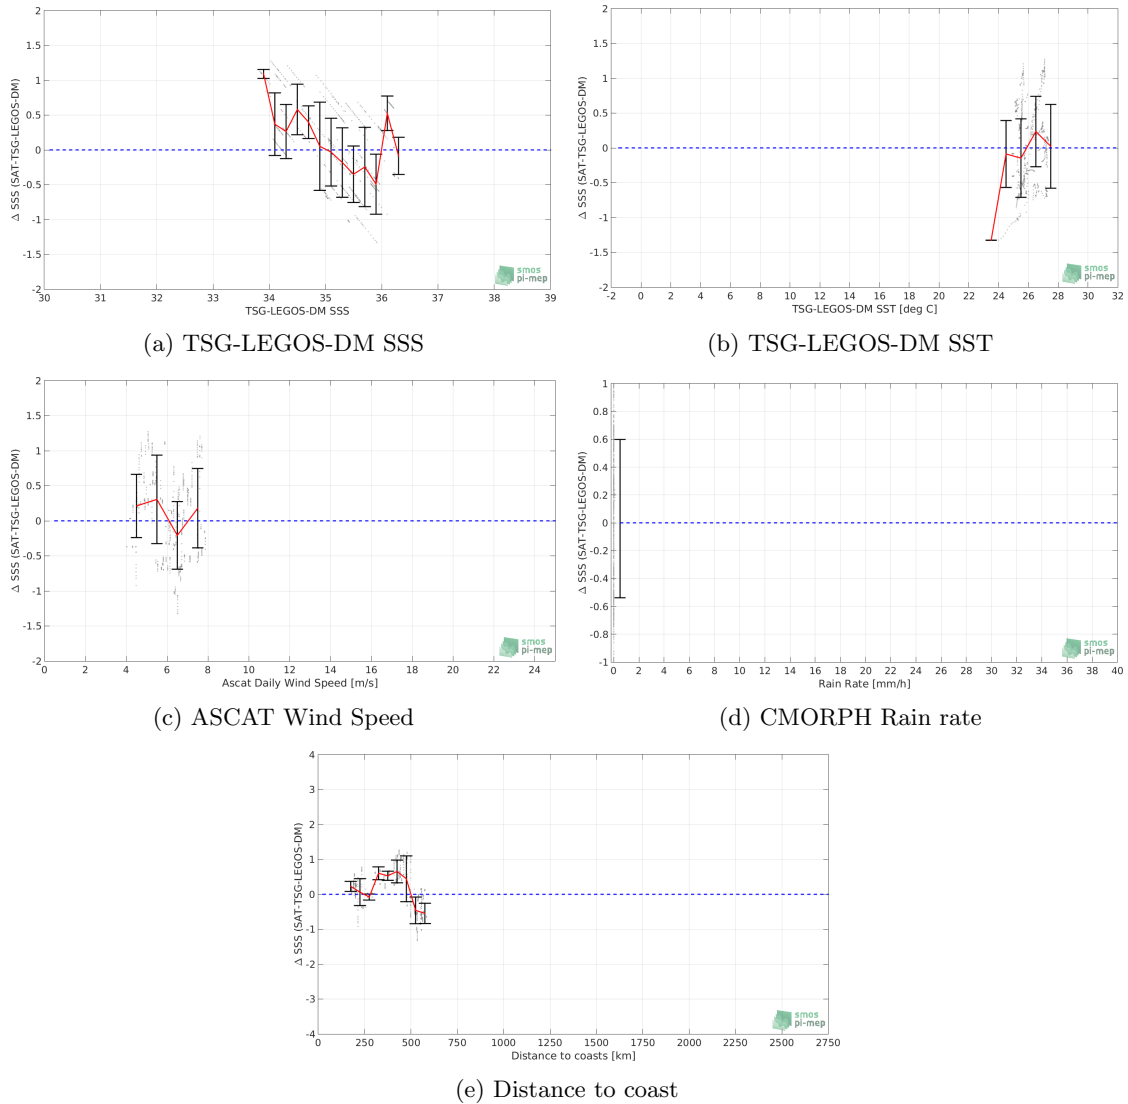 2
1.5
1
0.5
0
-0.5
-1
-1.5
-2
Δ SSS (SAT-TSG-LEGOS-DM)
30 31 32 33 34 35 36 37 38 39
TSG-LEGOS-DM SSS
smos
pi-mep
(a) TSG-LEGOS-DM SSS
2
1.5
1
0.5
0
-0.5
-1
-1.5
-2
Δ SSS (SAT-TSG-LEGOS-DM)
-2 0 2 4 6 8 10 12 14 16 18 20 22 24 26 28 30 32
TSG-LEGOS-DM SST [deg C]
smos
pi-mep
(b) TSG-LEGOS-DM SST
2
1.5
1
0.5
0
-0.5
-1
-1.5
-2
Δ SSS (SAT-TSG-LEGOS-DM)
0 2 4 6 8 10 12 14 16 18 20 22 24
Ascat Daily Wind Speed [m/s]
smos
pi-mep
(c) ASCAT Wind Speed
1
0.8
0.6
0.4
0.2
0
-0.2
-0.4
-0.6
-0.8
-1
Δ SSS (SAT-TSG-LEGOS-DM)
0 2 4 6 8 10 12 14 16 18 20 22 24 26 28 30 32 34 36 38 40
Rain Rate [mm/h]
smos
pi-mep
(d) CMORPH Rain rate
4
3
2
1
0
-1
-2
-3
-4
Δ SSS (SAT-TSG-LEGOS-DM)
0 250 500 750 1000 1250 1500 1750 2000 2250 2500 2750
Distance to coasts [km]
smos
pi-mep
(e) Distance to coast